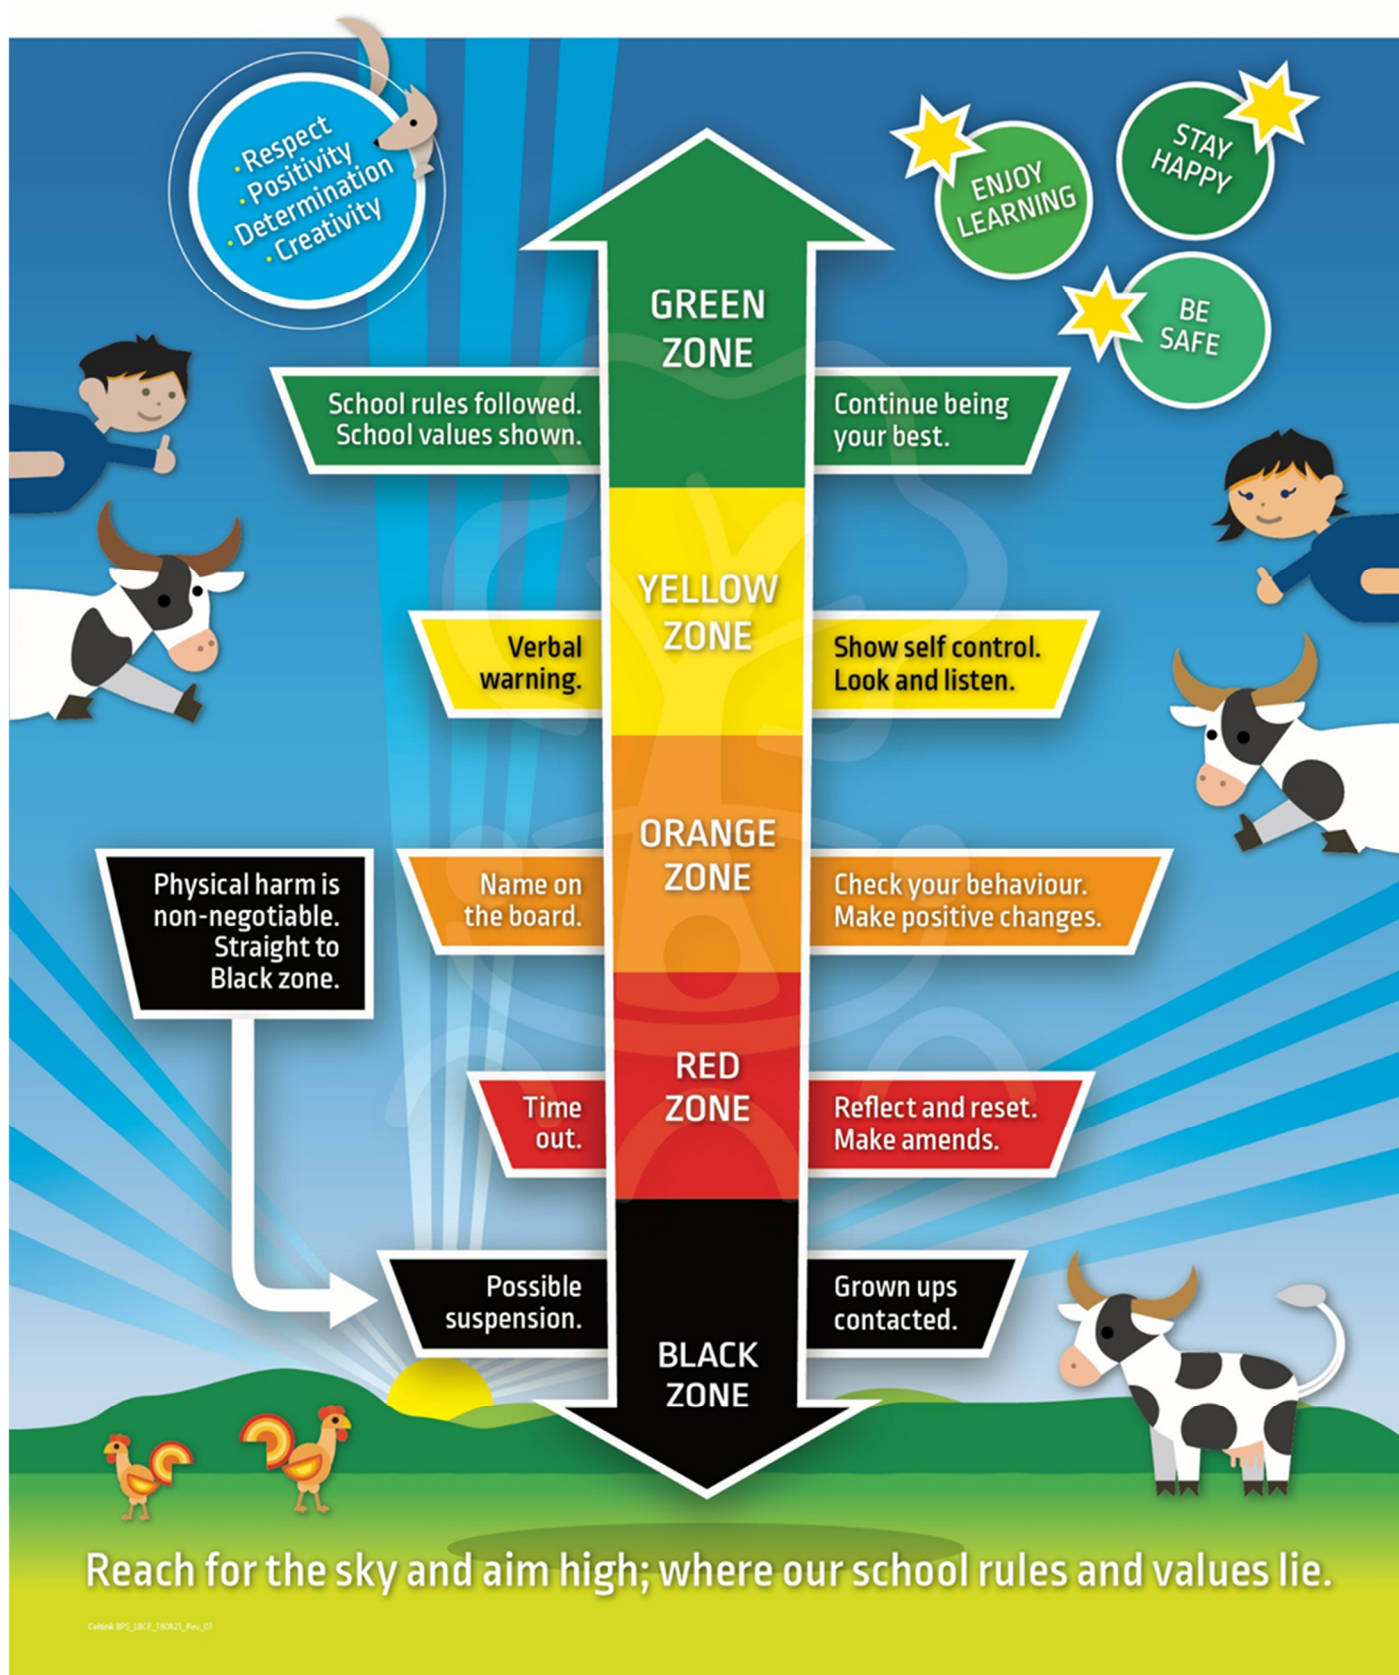 · Respect
· Positivity
· Determination
· Creativity
ENJOY
LEARNING
STAY
HAPPY
BE
SAFE
GREEN
ZONE
School rules followed.
School values shown.
Continue being
your best.
YELLOW
ZONE
Verbal
warning.
Show self control.
Look and listen.
ORANGE
ZONE
Physical harm is
non-negotiable.
Straight to
Black zone.
Name on
the board.
Check your behaviour.
Make positive changes.
RED
ZONE
Time
out.
Reflect and reset.
Make amends.
Possible
suspension.
Grown ups
contacted.
BLACK
ZONE
Reach for the sky and aim high; where our school rules and values lie.